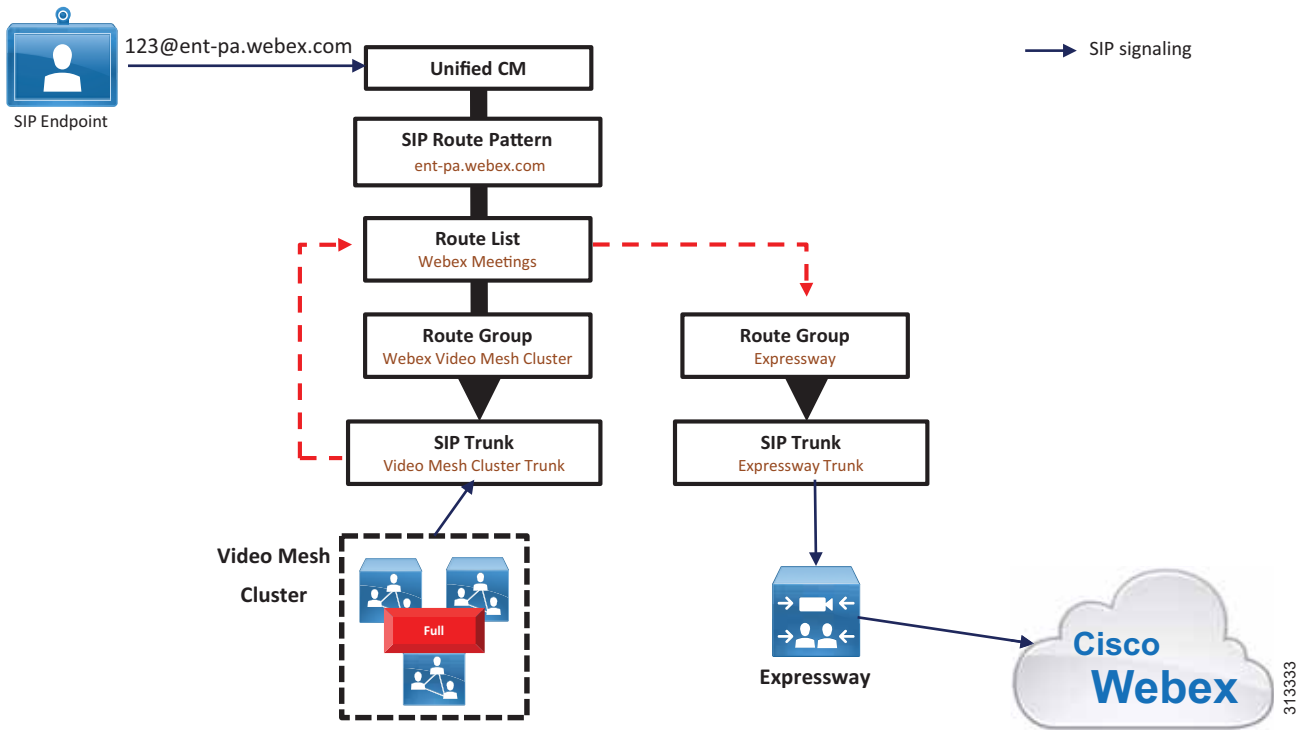 123@ent-pa.webex.com
SIP Endpoint
SIP signaling
Unified CM
SIP Route Pattern
ent-pa.webex.com
Route List
Webex Meetings
Route Group
Webex Video Mesh Cluster
Route Group
Expressway
SIP Trunk
Video Mesh Cluster Trunk
SIP Trunk
Expressway Trunk
Video Mesh
Cluster
Full
Expressway
Cisco
Webex
313333